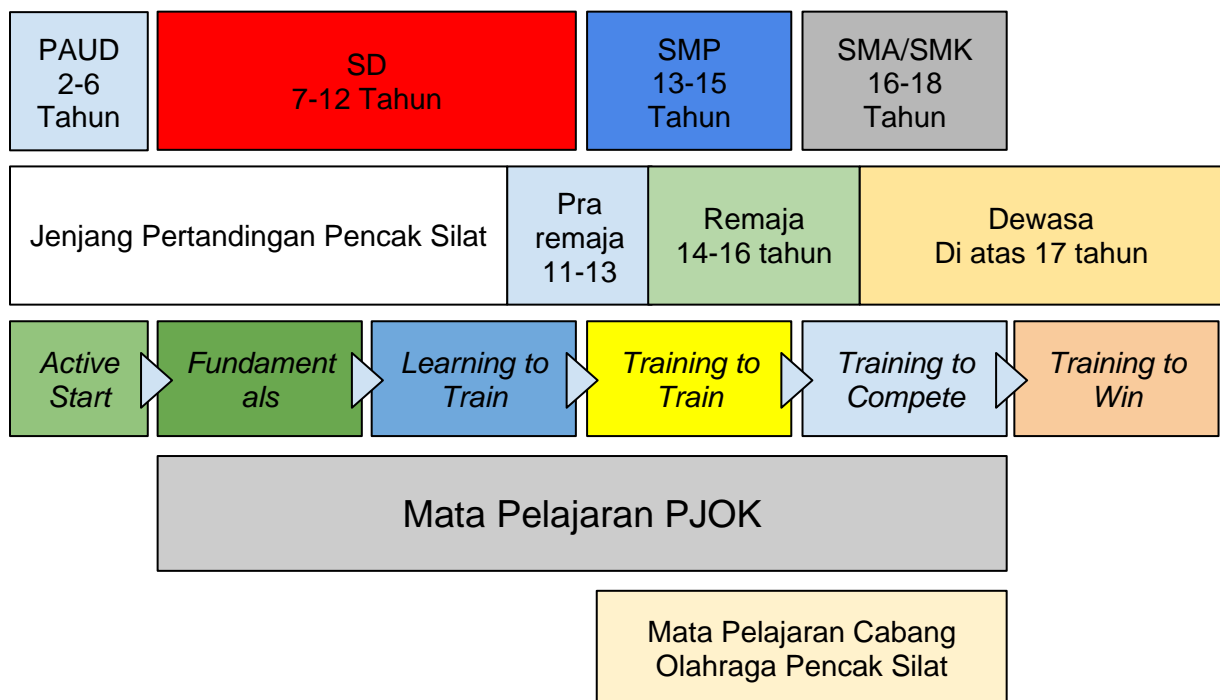 PAUD
2-6
Tahun
SD
7-12 Tahun
SMP
13-15
Tahun
SMA/SMK
16-18
Tahun
Jenjang Pertandingan Pencak Silat
Pra
remaja
11-13
Remaja
14-16 tahun
Dewasa
Di atas 17 tahun
Active
Start
Fundament
als
Learning to
Train
Training to
Train
Training to
Compete
Training to
Win
Mata Pelajaran PJOK
Mata Pelajaran Cabang
Olahraga Pencak Silat